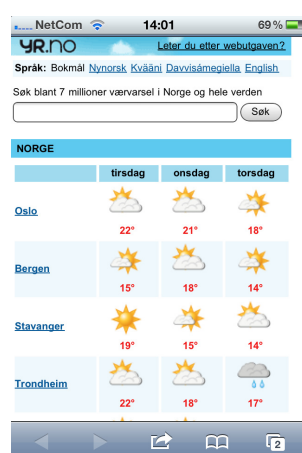 NetCom 14:01 69 %
YR.NO Leter du etter webutgaven?
Språk: Bokmål Nynorsk Kvääni Davvisámegiella English
Søk blant 7 millioner værvarsel i Norge og hele verden
Søk
NORGE
tirsdag onsdag torsdag
Oslo
22° 21° 18°
Bergen
15° 18° 14°
Stavanger
19° 15° 14°
Trondheim
22° 18° 17°
2